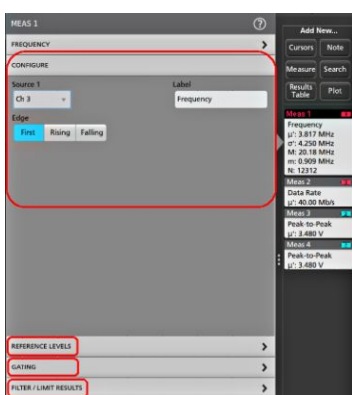 MEAS 1
?
FREQUENCY
CONFIGURE
Source 1
Ch 3
Label
Frequency
Edge
First Rising Falling
REFERENCE LEVELS
GATING
FILTER / LIMIT RESULTS
Add New...
Cursors Note
Measure Search
Results Table Plot
Meas 1
Frequency
μ': 3.817 MHz
σ': 4.250 MHz
M: 20.18 MHz
m: 0.909 MHz
N: 12312
Meas 2
Data Rate
μ': 40.00 Mb/s
Meas 3
Peak-to-Peak
μ': 3.480 V
Meas 4
Peak-to-Peak
μ': 3.480 V